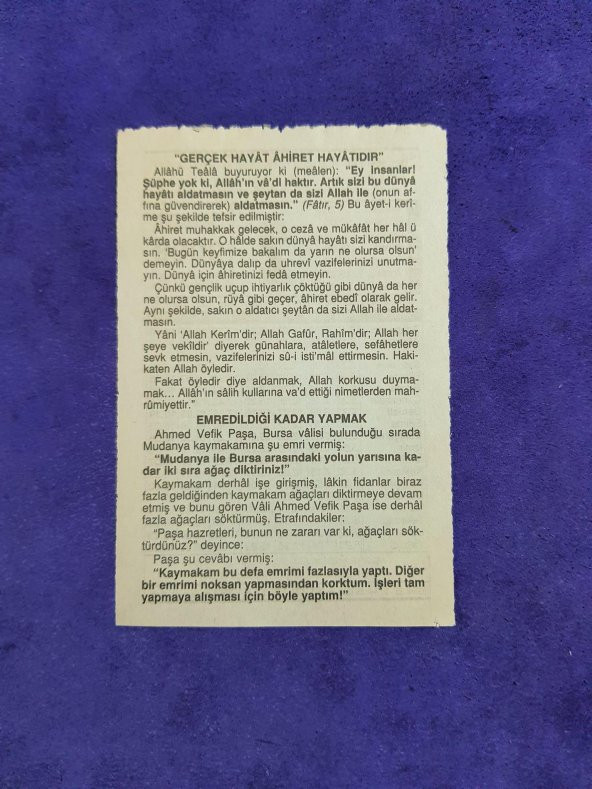 "GERÇEK HAYÂT ÂHİRET HAYÂTIDIR"
Allâhü Teâlâ buyuruyor ki (meâlen): "Ey insanlar!
Şüphe yok ki, Allâh'ın vâ'di haktır. Artık sizi bu dünyâ
hayâtı aldatmasın ve şeytan da sizi Allah ile (onun af-
fına güvendirerek) aldatmasın." (Fâtır, 5) Bu âyet-i kerî-
me şu şekilde tefsir edilmiştir:
Âhiret muhakkak gelecek, o cezâ ve mükâfât her hâl ü
kârda olacaktır. O hâlde sakın dünyâ hayâtı sizi kandırma-
sın. 'Bugün keyfimize bakalım da yarın ne olursa olsun'
demeyin. Dünyâya dalıp da uhrevî vazifelerinizi unutma-
yın. Dünyâ için âhiretinizi fedâ etmeyin.
Çünkü gençlik uçup ihtiyarlık çöktüğü gibi dünyâ da her
ne olursa olsun, rüyâ gibi geçer, âhiret ebedî olarak gelir.
Aynı şekilde, sakın o aldatıcı şeytân da sizi Allah ile aldat-
masın.
Yâni 'Allah Kerîm'dir; Allah Gafûr, Rahîm'dir; Allah her
şeye vekîldir' diyerek günahlara, atâletlere, sefâhetlere
sevk etmesin, vazifelerinizi sû-i isti'mâl ettirmesin. Haki-
katen Allah öyledir.
Fakat öyledir diye aldanmak, Allah korkusu duyma-
mak... Allâh'ın sâlih kullarına va'd ettiği nimetlerden mah-
rûmiyettir."
EMREDİLDİĞİ KADAR YAPMAK
Ahmed Vefik Paşa, Bursa vâlisi bulunduğu sırada
Mudanya kaymakamına şu emri vermiş:
"Mudanya ile Bursa arasındaki yolun yarısına ka-
dar iki sıra ağaç diktiriniz!"
Kaymakam derhâl işe girişmiş, lâkin fidanlar biraz
fazla geldiğinden kaymakam ağaçları diktirmeye devam
etmiş ve bunu gören Vâli Ahmed Vefik Paşa ise derhâl
fazla ağaçları söktürmüş. Etrafındakiler:
"Paşa hazretleri, bunun ne zararı var ki, ağaçları sök-
türdünüz?" deyince:
Paşa şu cevâbı vermiş:
"Kaymakam bu defa emrimi fazlasıyla yaptı. Diğer
bir emrimi noksan yapmasından korktum. İşleri tam
yapmaya alışması için böyle yaptım!"